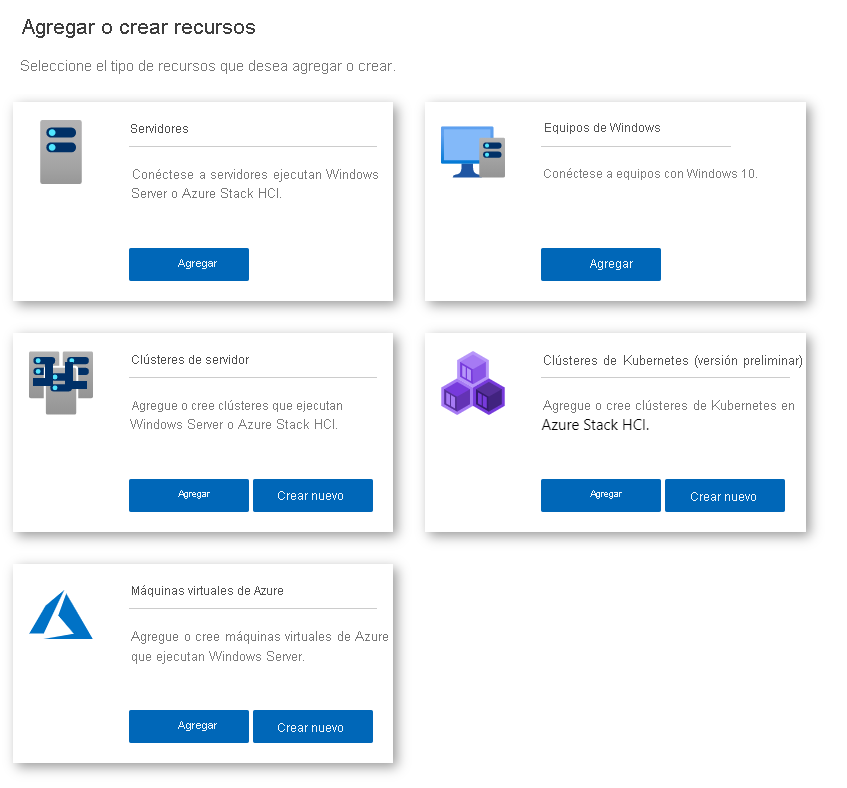 Agregar o crear recursos
Seleccione el tipo de recursos que desea agregar o crear.
Servidores
Conéctese a servidores ejecutan Windows
Server o Azure Stack HCI.
Agregar
Equipos de Windows
Conéctese a equipos con Windows 10.
Agregar
Clústeres de servidor
Agregue o cree clústeres que ejecutan
Windows Server o Azure Stack HCI.
Agregar
Crear nuevo
Clústeres de Kubernetes (versión preliminar)
Agregue o cree clústeres de Kubernetes en
Azure Stack HCI.
Agregar
Crear nuevo
Máquinas virtuales de Azure
Agregue o cree máquinas virtuales de Azure
que ejecutan Windows Server.
Agregar
Crear nuevo